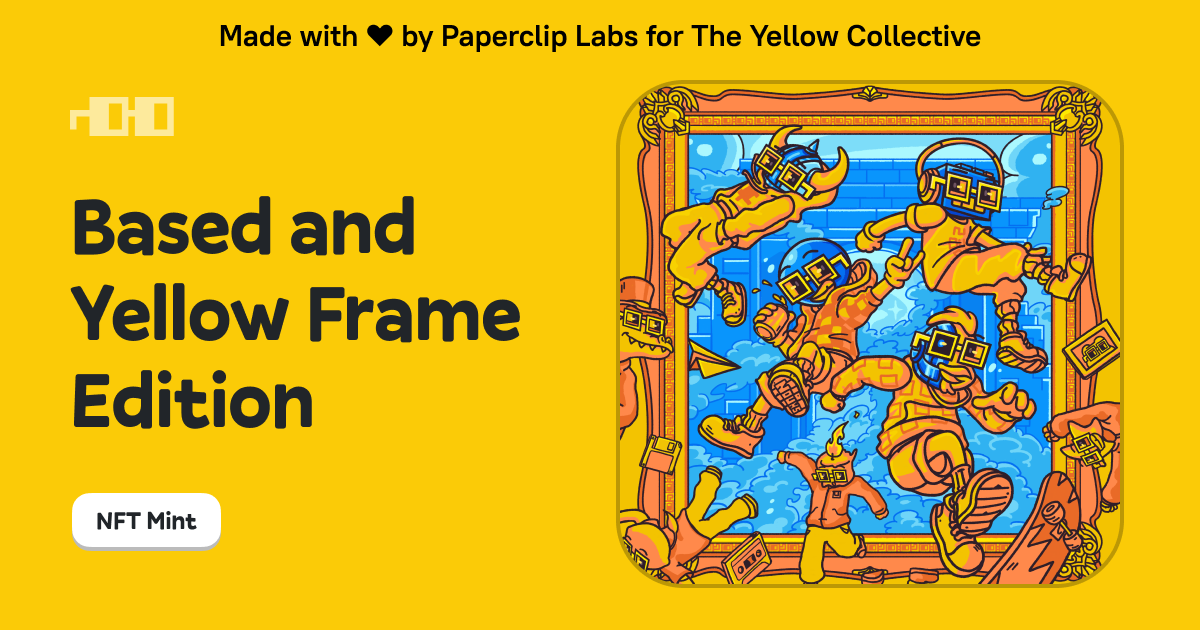 Made with ❤ by Paperclip Labs for The Yellow Collective
Based and
Yellow Frame
Edition
NFT Mint